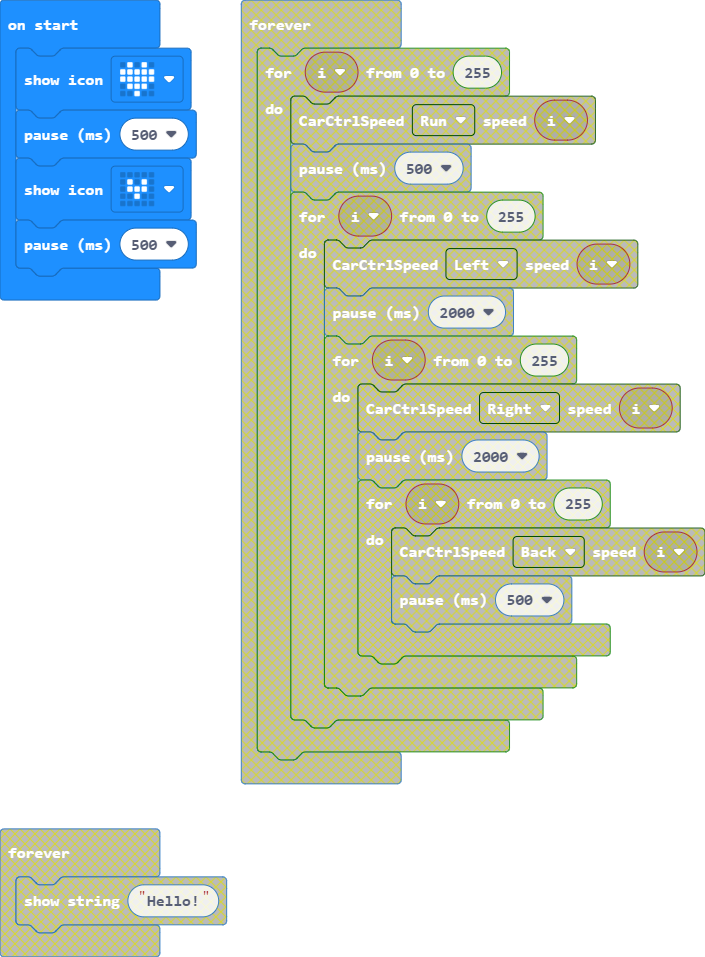 on start
show icon
pause (ms) 500
show icon
pause (ms) 500
forever
for i from 0 to 255
do
CarCtrlSpeed Run speed i
pause (ms) 500
for i from 0 to 255
do
CarCtrlSpeed Left speed i
pause (ms) 2000
for i from 0 to 255
do
CarCtrlSpeed Right speed i
pause (ms) 2000
for i from 0 to 255
do
CarCtrlSpeed Back speed i
pause (ms) 500
forever
show string "Hello!"